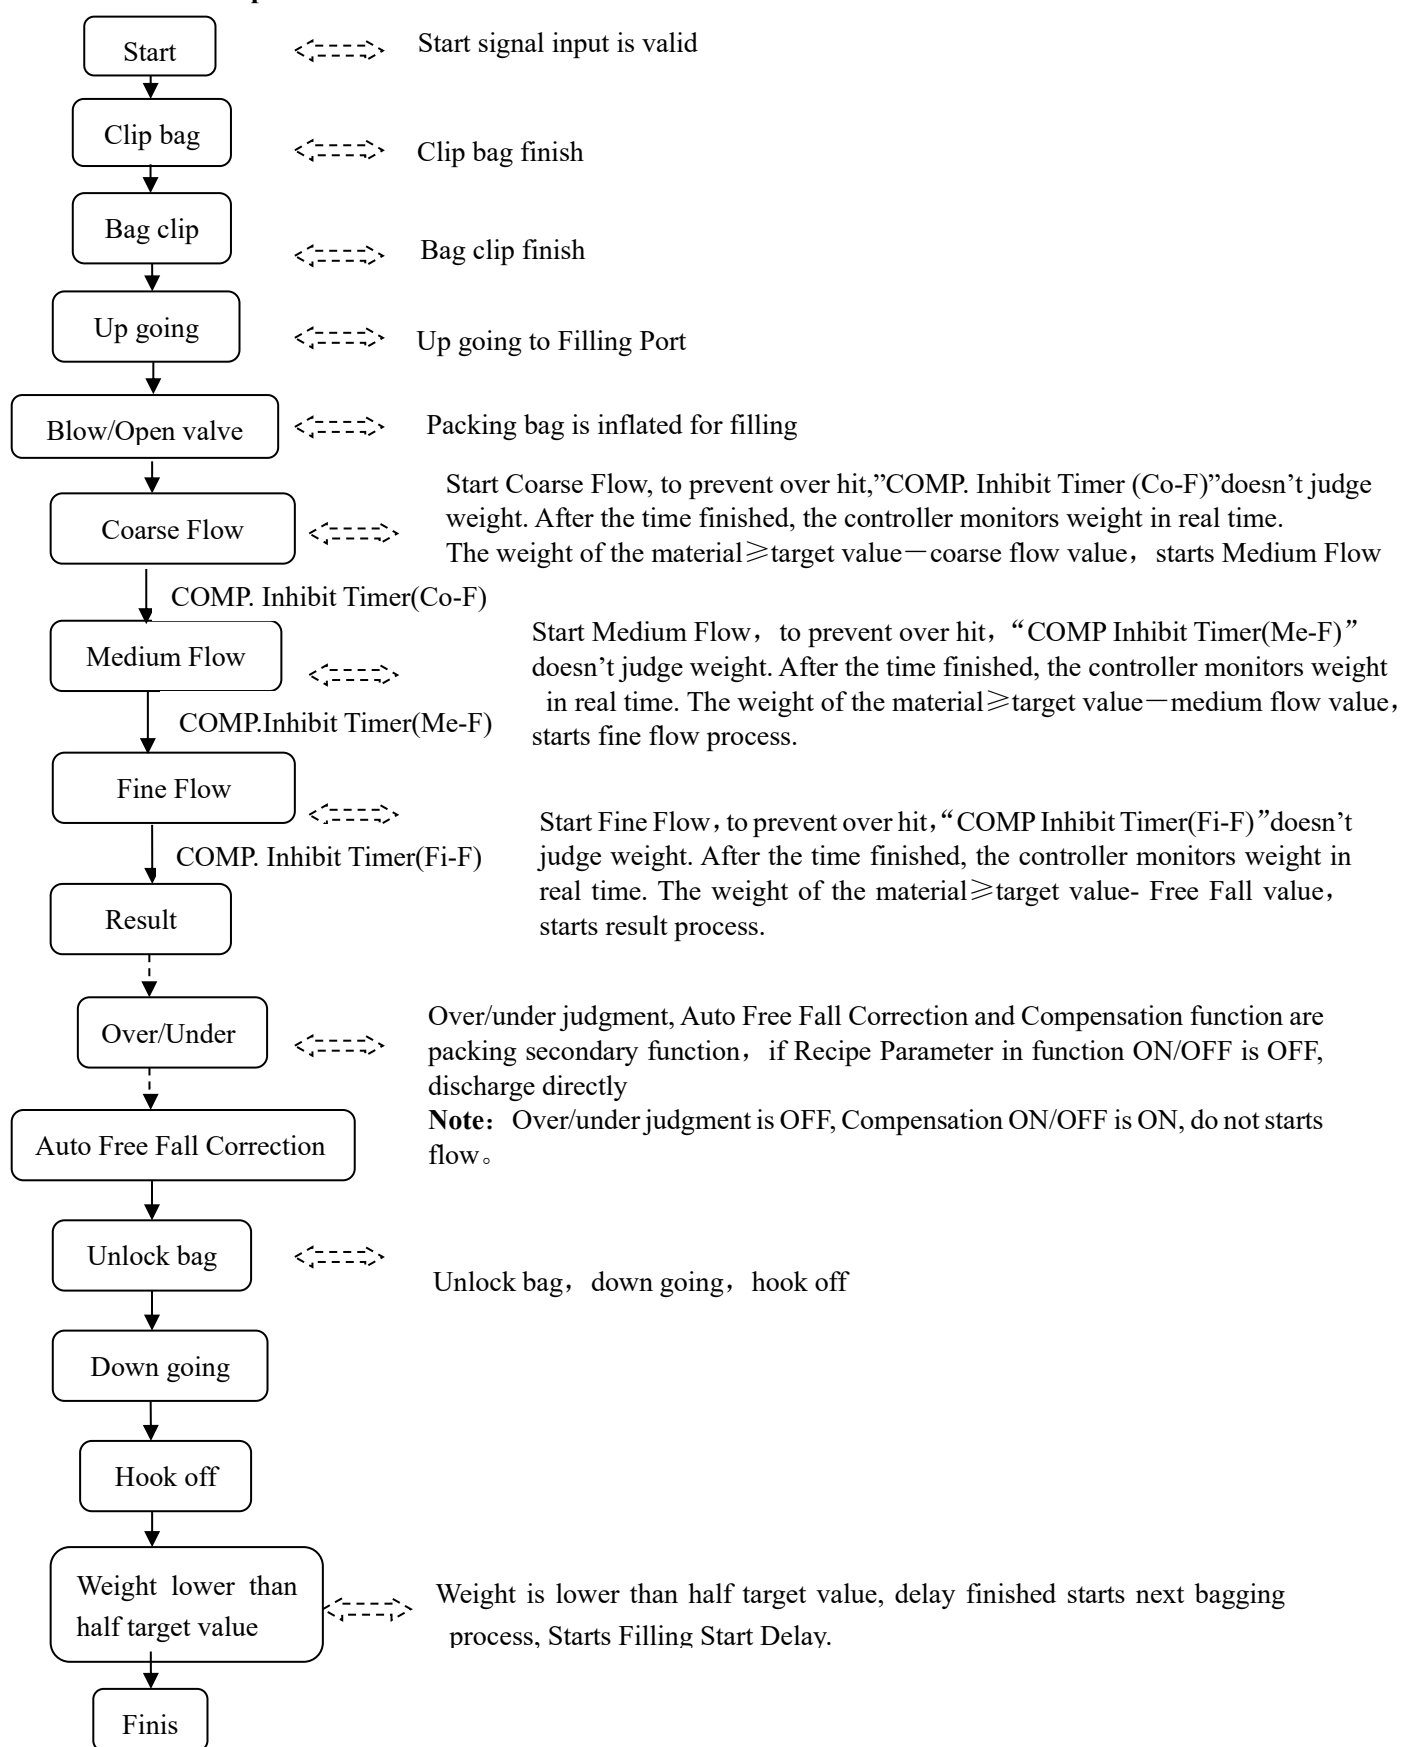 Start
Start signal input is valid
Clip bag
Clip bag finish
Bag clip
Bag clip finish
Up going
Up going to Filling Port
Blow/Open valve
Packing bag is inflated for filling
Coarse Flow
Start Coarse Flow, to prevent over hit,”COMP. Inhibit Timer (Co-F)”doesn’t judge
weight. After the time finished, the controller monitors weight in real time.
The weight of the material≥target value－coarse flow value，starts Medium Flow
COMP. Inhibit Timer(Co-F)
Medium Flow
Start Medium Flow，to prevent over hit，“COMP Inhibit Timer(Me-F)”
doesn’t judge weight. After the time finished, the controller monitors weight
in real time. The weight of the material≥target value－medium flow value，
starts fine flow process.
COMP.Inhibit Timer(Me-F)
Fine Flow
Start Fine Flow，to prevent over hit，“COMP Inhibit Timer(Fi-F)”doesn’t
judge weight. After the time finished, the controller monitors weight in
real time. The weight of the material≥target value- Free Fall value，
starts result process.
COMP. Inhibit Timer(Fi-F)
Result
Over/Under
Over/under judgment, Auto Free Fall Correction and Compensation function are
packing secondary function，if Recipe Parameter in function ON/OFF is OFF,
discharge directly
Note：Over/under judgment is OFF, Compensation ON/OFF is ON, do not starts
flow。
Auto Free Fall Correction
Unlock bag
Unlock bag，down going，hook off
Down going
Hook off
Weight lower than
half target value
Weight is lower than half target value, delay finished starts next bagging
process, Starts Filling Start Delay.
Finis